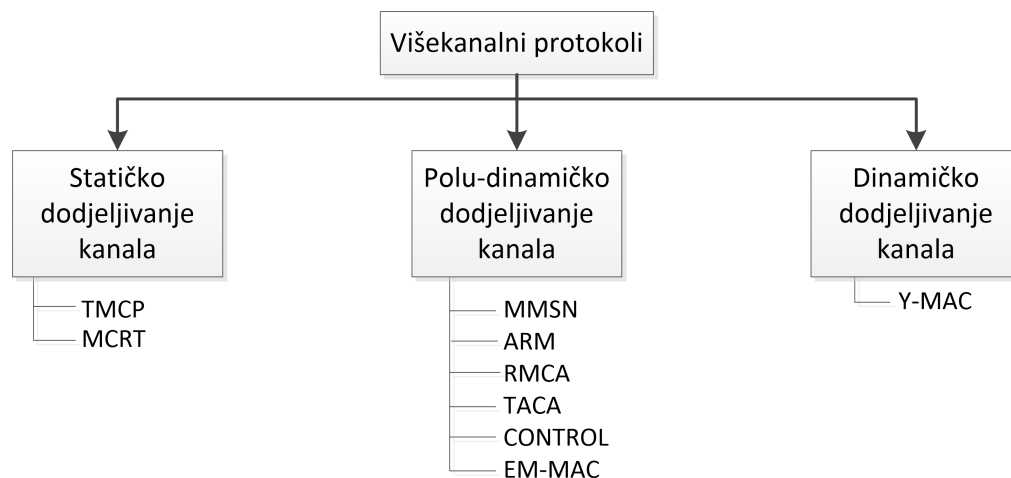 Višekanalni protokoli
Statičko
dodjeljivanje
kanala
TMCP
MCRT
Polu-dinamičko
dodjeljivanje
kanala
MMSN
ARM
RMCA
TACA
CONTROL
EM-MAC
Dinamičko
dodjeljivanje
kanala
Y-MAC